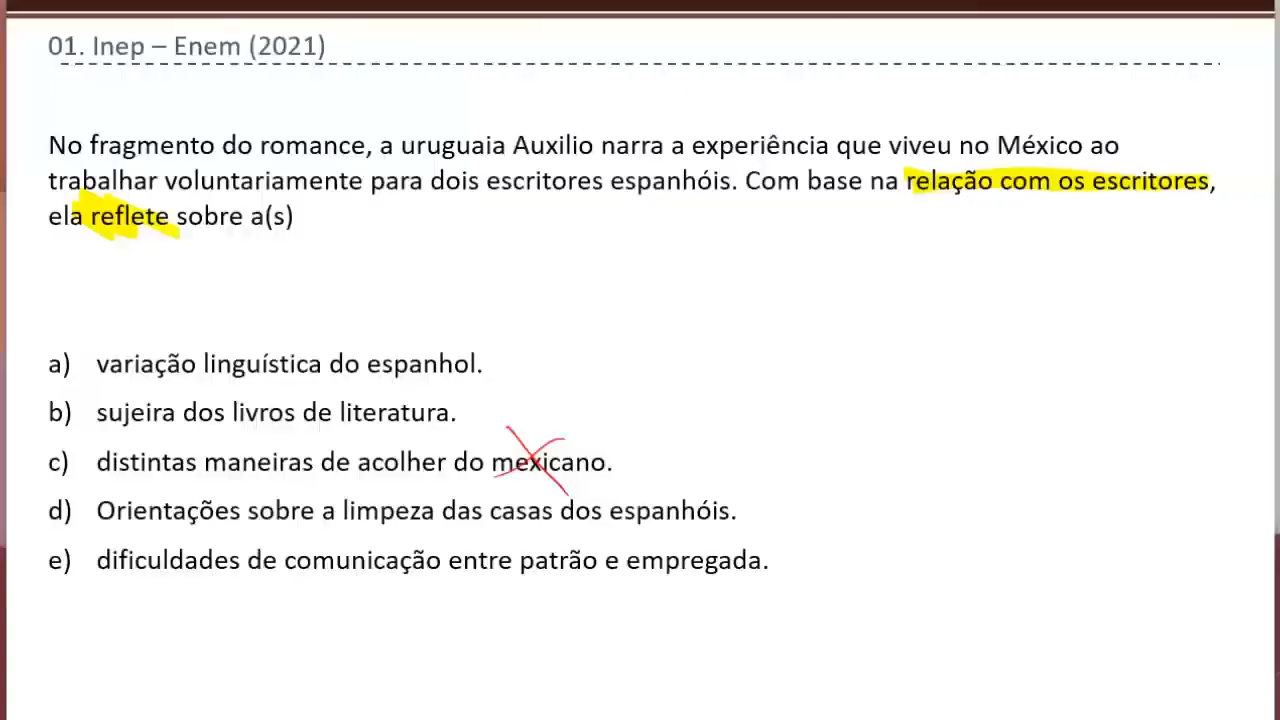 01. Inep – Enem (2021)
No fragmento do romance, a uruguaia Auxilio narra a experiência que viveu no México ao
trabalhar voluntariamente para dois escritores espanhóis. Com base na relação com os escritores,
ela reflete sobre a(s)
a) variação linguística do espanhol.
b) sujeira dos livros de literatura.
c) distintas maneiras de acolher do mexicano.
d) Orientações sobre a limpeza das casas dos espanhóis.
e) dificuldades de comunicação entre patrão e empregada.